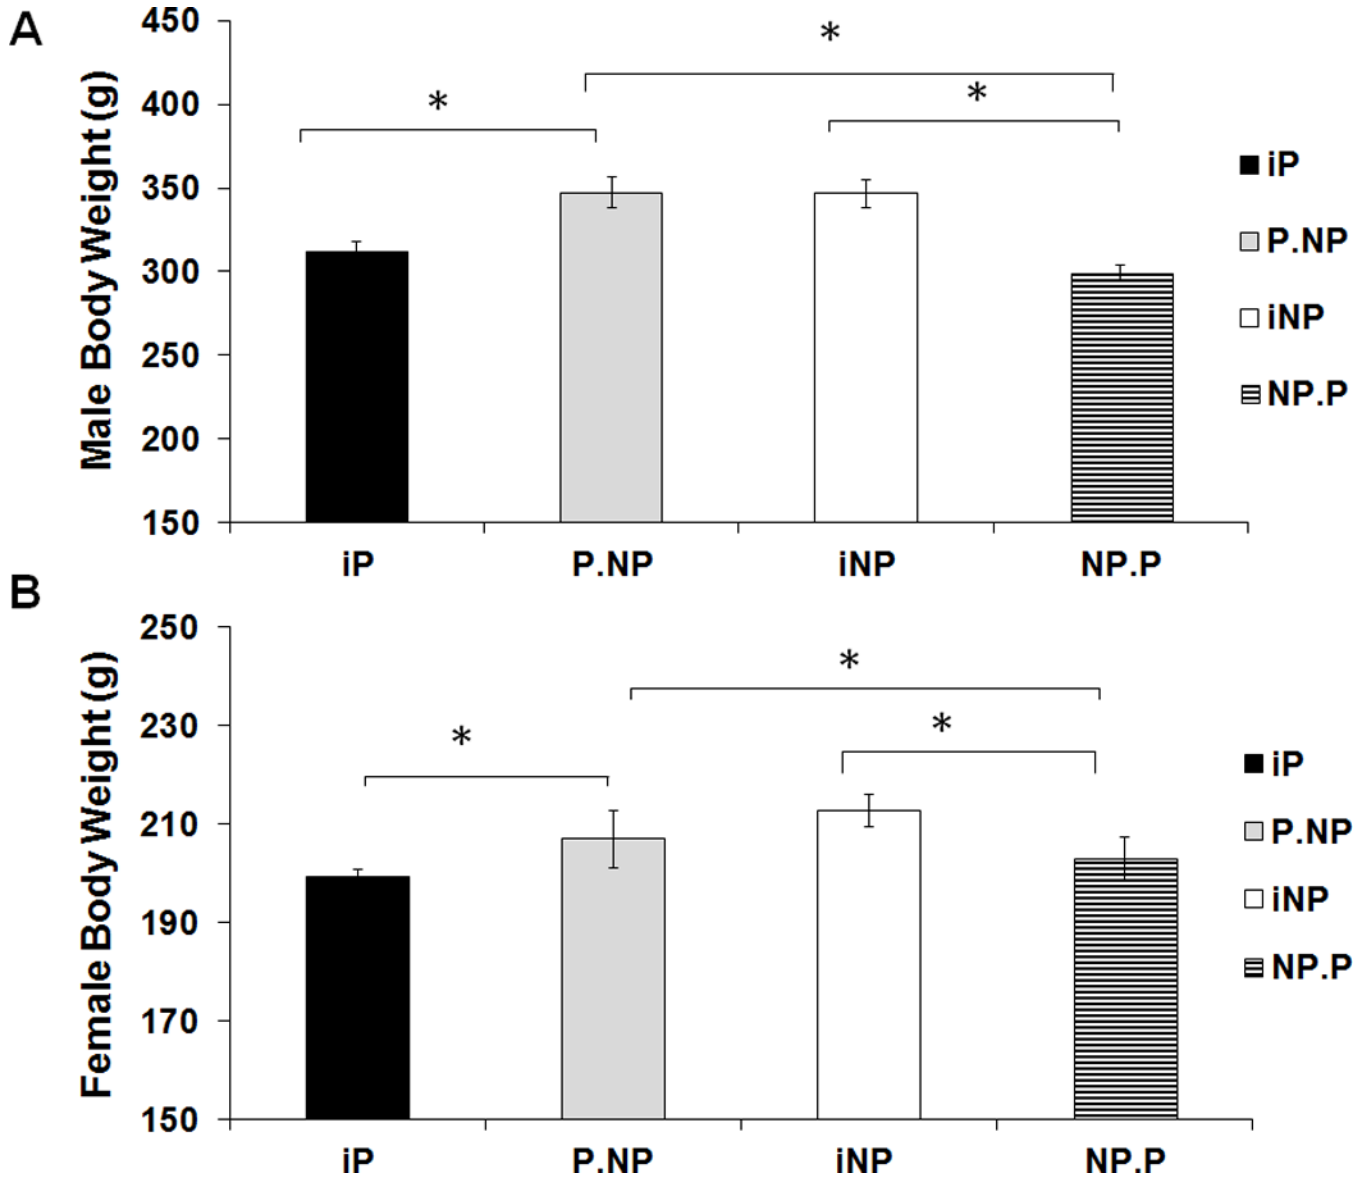 A
Male Body Weight (g)
450
400
350
300
250
200
150
*
*
*
iP
P.NP
iNP
NP.P
iP
P.NP
iNP
NP.P
B
Female Body Weight (g)
250
230
210
190
170
150
*
*
*
iP
P.NP
iNP
NP.P
iP
P.NP
iNP
NP.P